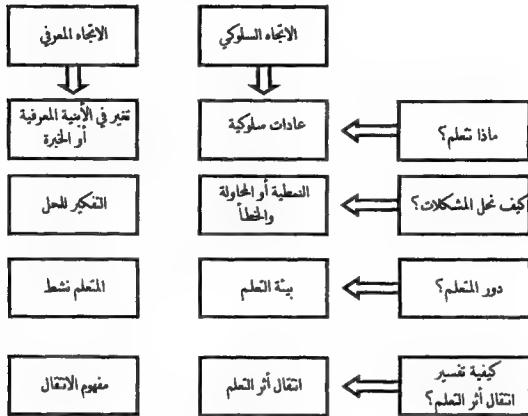 الاتجاه السلوكي
الاتجاه المعرفي
ماذا نتعلم؟
عادات سلوكية
تغير في الأبنية المعرفية
أو الخبرة
كيف نحل المشكلات؟
النمطية أو المحاولة
والخطأ
التفكير للحل
دور المتعلم؟
بيئة التعلم
المتعلم نشط
كيفية تفسير
انتقال أثر التعلم؟
انتقال أثر التعلم
مفهوم الانتقال